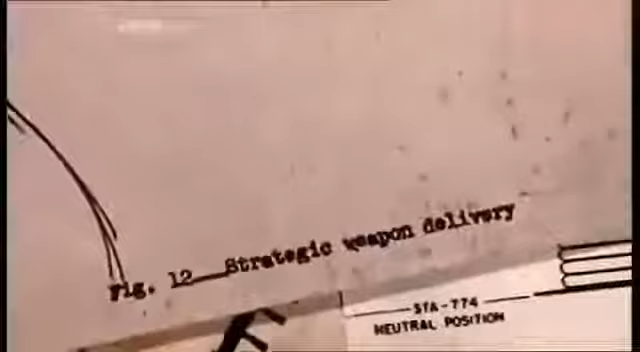 Fig. 12—Strategic weapon delivery
STA-774
NEUTRAL POSITION